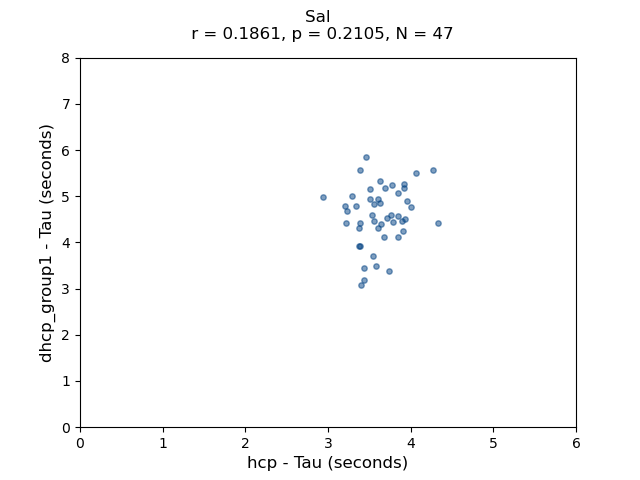 Sal
r = 0.1861, p = 0.2105, N = 47
8
7
6
5
4
3
2
1
0
dhcp_group1 - Tau (seconds)
0 1 2 3 4 5 6
hcp - Tau (seconds)